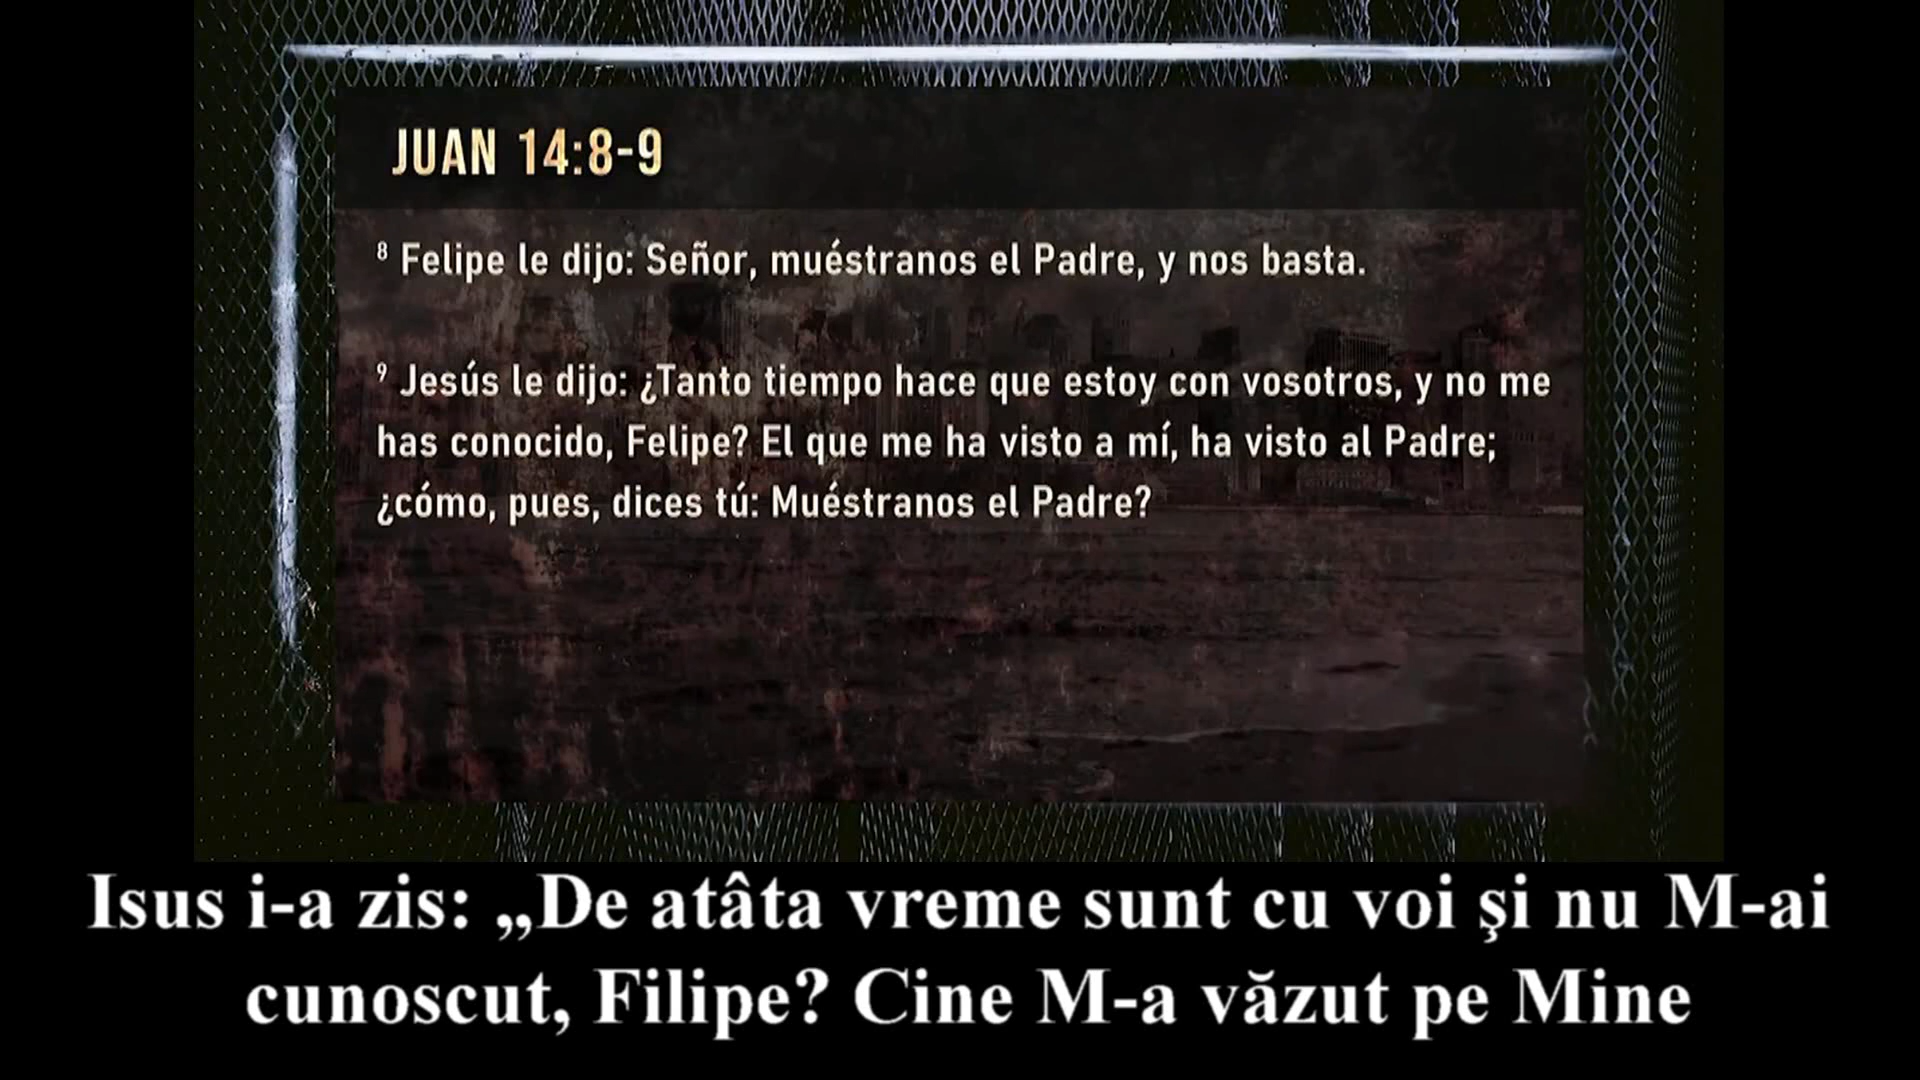 JUAN 14:8-9
⁸ Felipe le dijo: Señor, muéstranos el Padre, y nos basta.
⁹ Jesús le dijo: ¿Tanto tiempo hace que estoy con vosotros, y no me
has conocido, Felipe? El que me ha visto a mí, ha visto al Padre;
¿cómo, pues, dices tú: Muéstranos el Padre?
Isus i-a zis: „De atâta vreme sunt cu voi şi nu M-ai
cunoscut, Filipe? Cine M-a văzut pe Mine